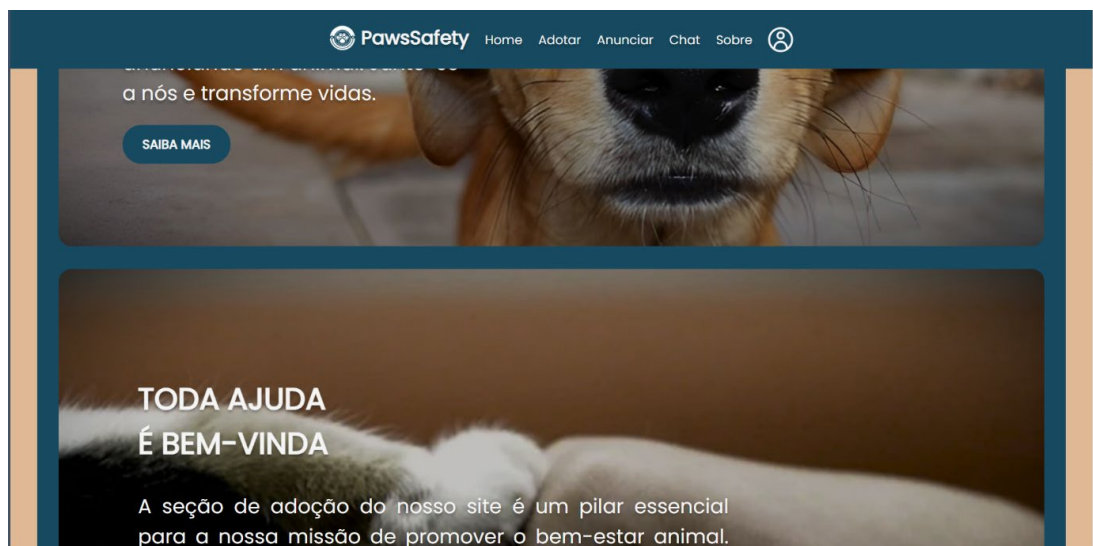 PawsSafety Home Adotar Anunciar Chat Sobre
a nós e transforme vidas.
SAIBA MAIS
TODA AJUDA
É BEM-VINDA
A seção de adoção do nosso site é um pilar essencial
para a nossa missão de promover o bem-estar animal.